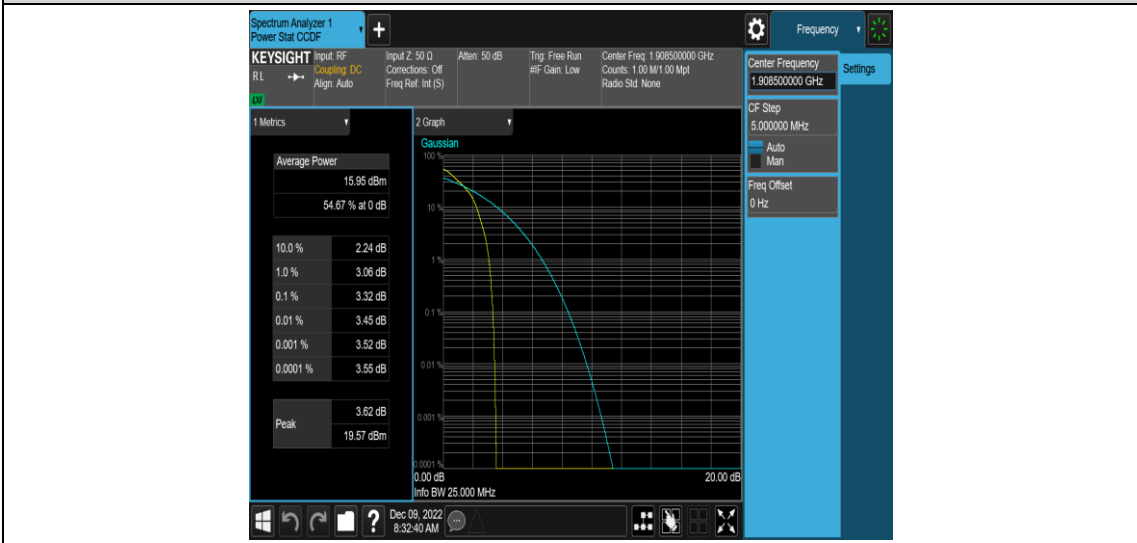 Spectrum Analyzer 1
Power Stat CCDF
+
Frequency
KEYSIGHT
R L
LXI
Input: RF
Coupling: DC
Align: Auto
Input Z: 50 Ω
Corrections: Off
Freq Ref: Int (S)
Atten: 50 dB
Trig: Free Run
#IF Gain: Low
Center Freq: 1.908500000 GHz
Counts: 1.00 M/1.00 Mpt
Radio Std: None
Center Frequency
1.908500000 GHz
Settings
CF Step
5.000000 MHz
Auto
Man
Freq Offset
0 Hz
1 Metrics
Average Power
15.95 dBm
54.67 % at 0 dB
10.0 % 2.24 dB
1.0 % 3.06 dB
0.1 % 3.32 dB
0.01 % 3.45 dB
0.001 % 3.52 dB
0.0001 % 3.55 dB
Peak 3.62 dB
19.57 dBm
2 Graph
Gaussian
100 %
10 %
1 %
0.1 %
0.01 %
0.001 %
0.0001 %
0.00 dB 20.00 dB
Info BW 25.000 MHz
?
Dec 09, 2022
8:32:40 AM